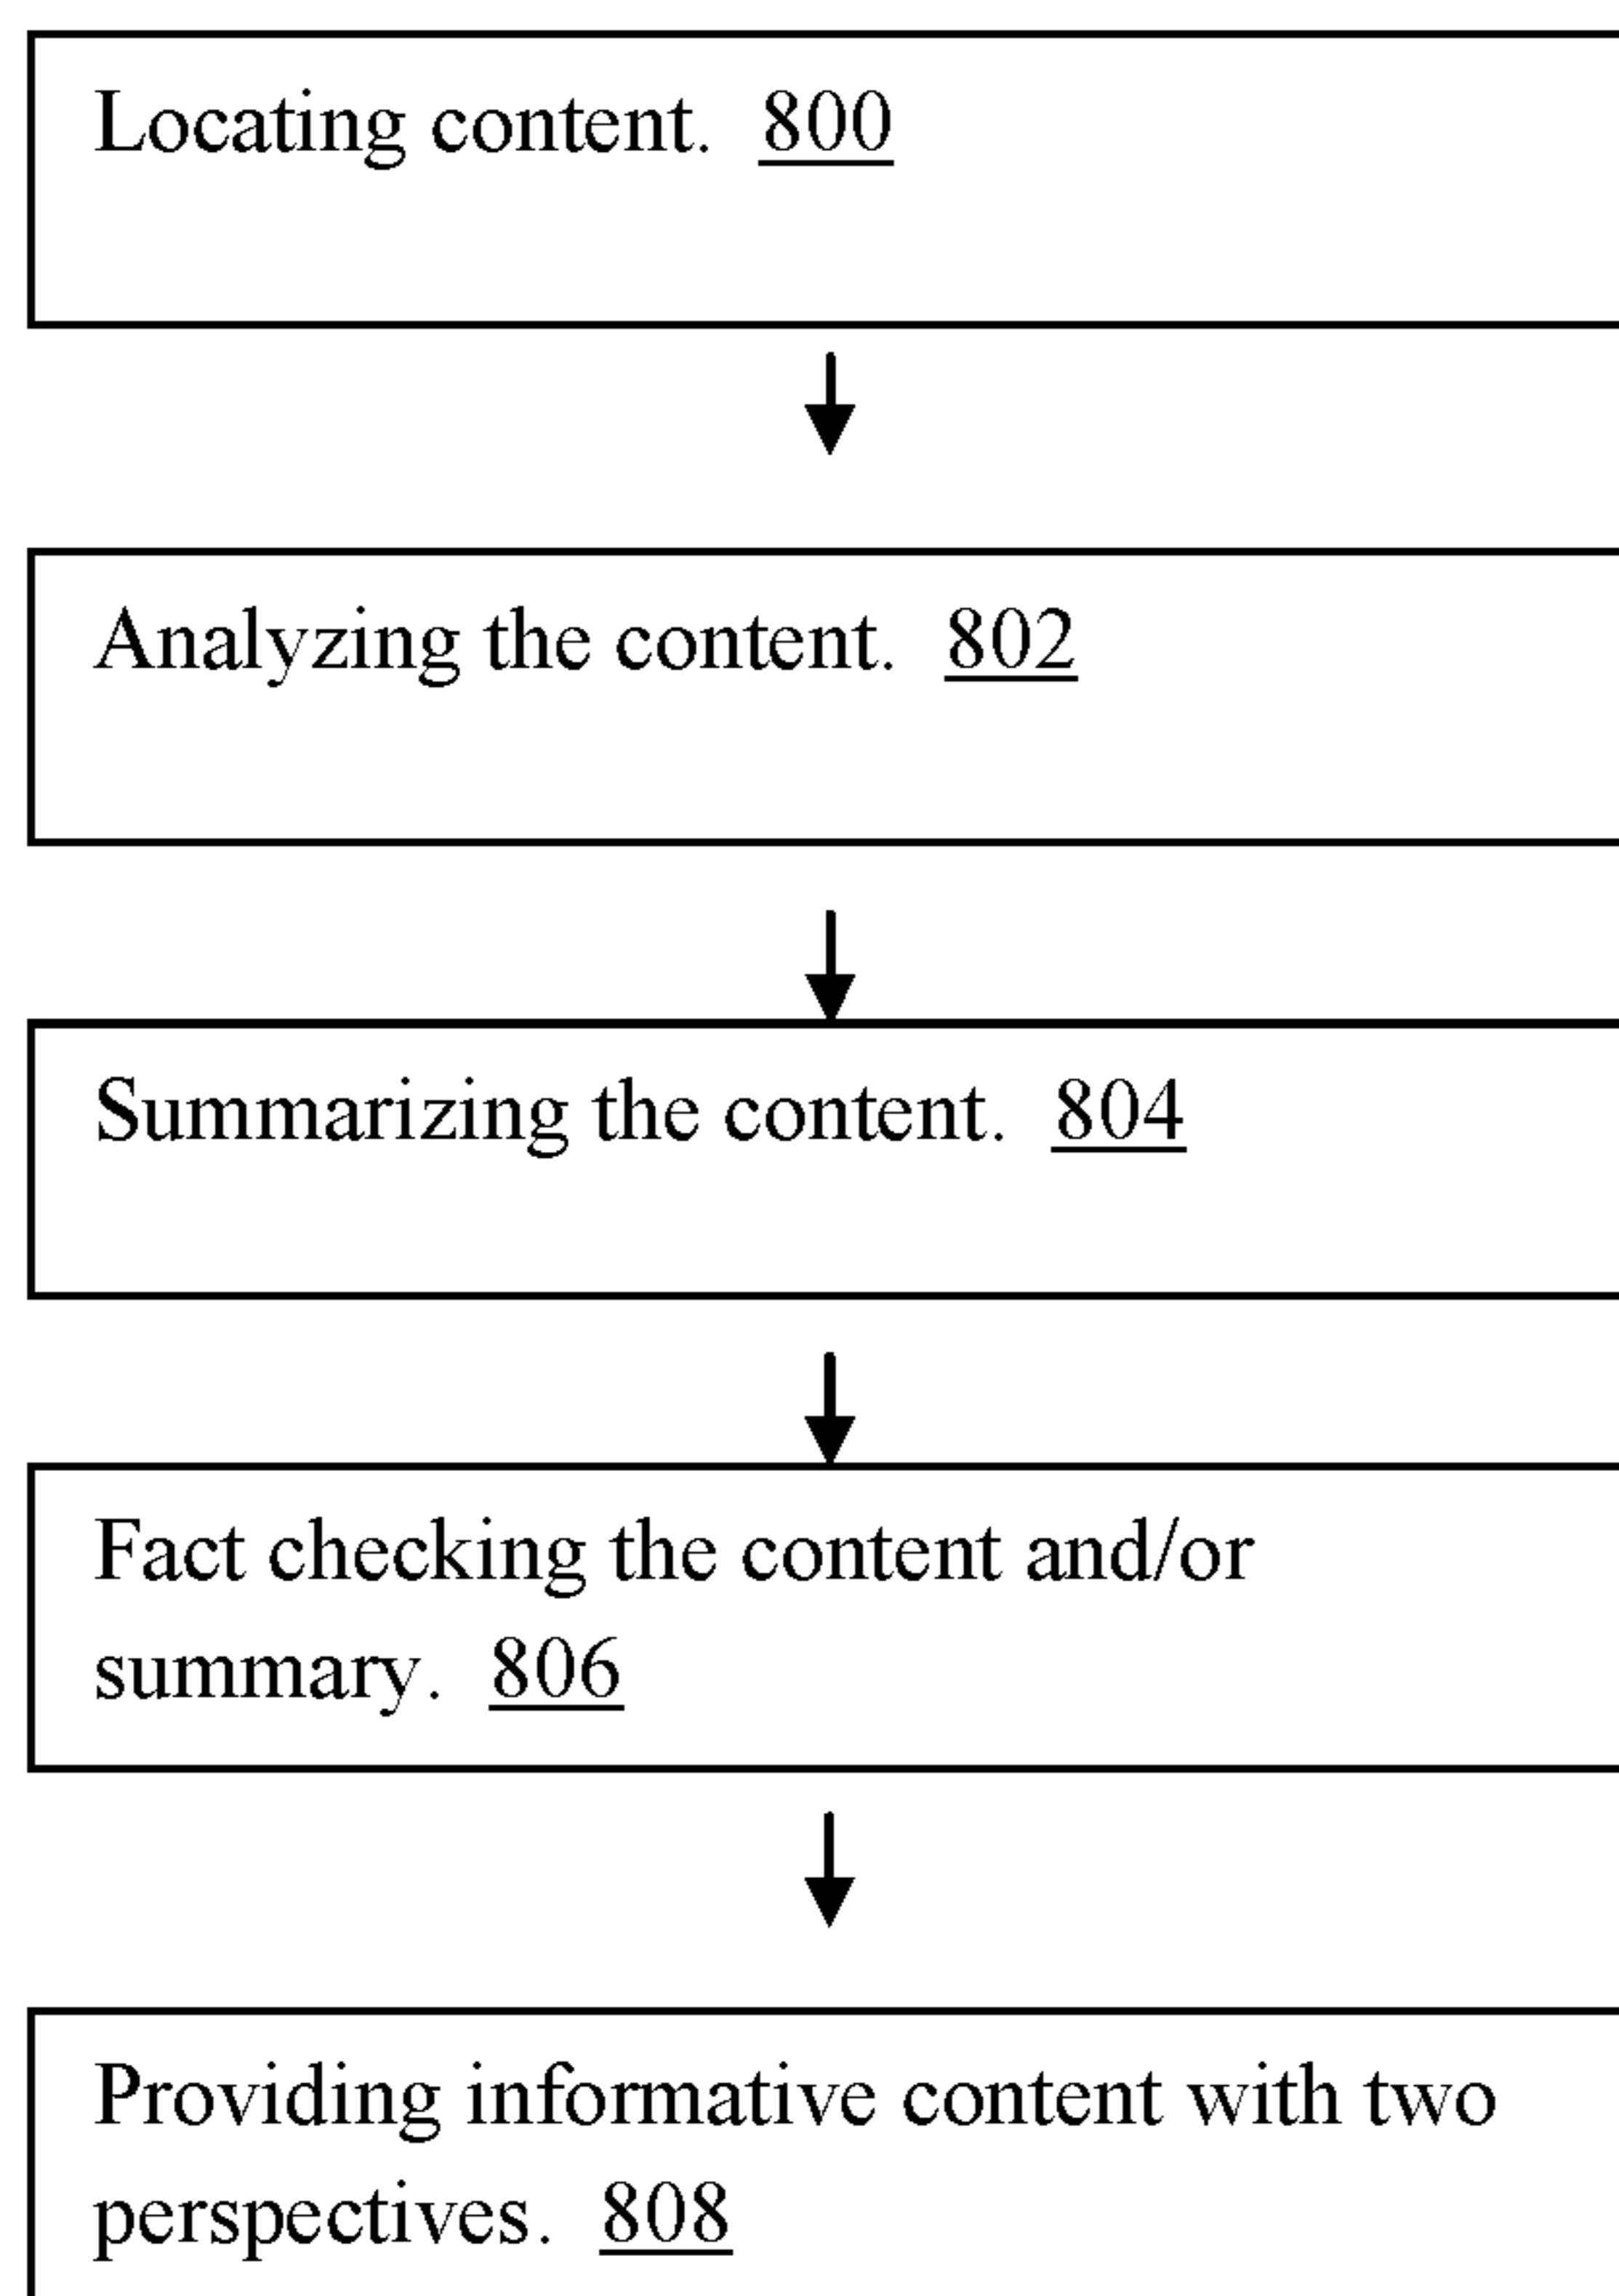 Locating content. 800
Analyzing the content. 802
Summarizing the content. 804
Fact checking the content and/or
summary. 806
Providing informative content with two
perspectives. 808